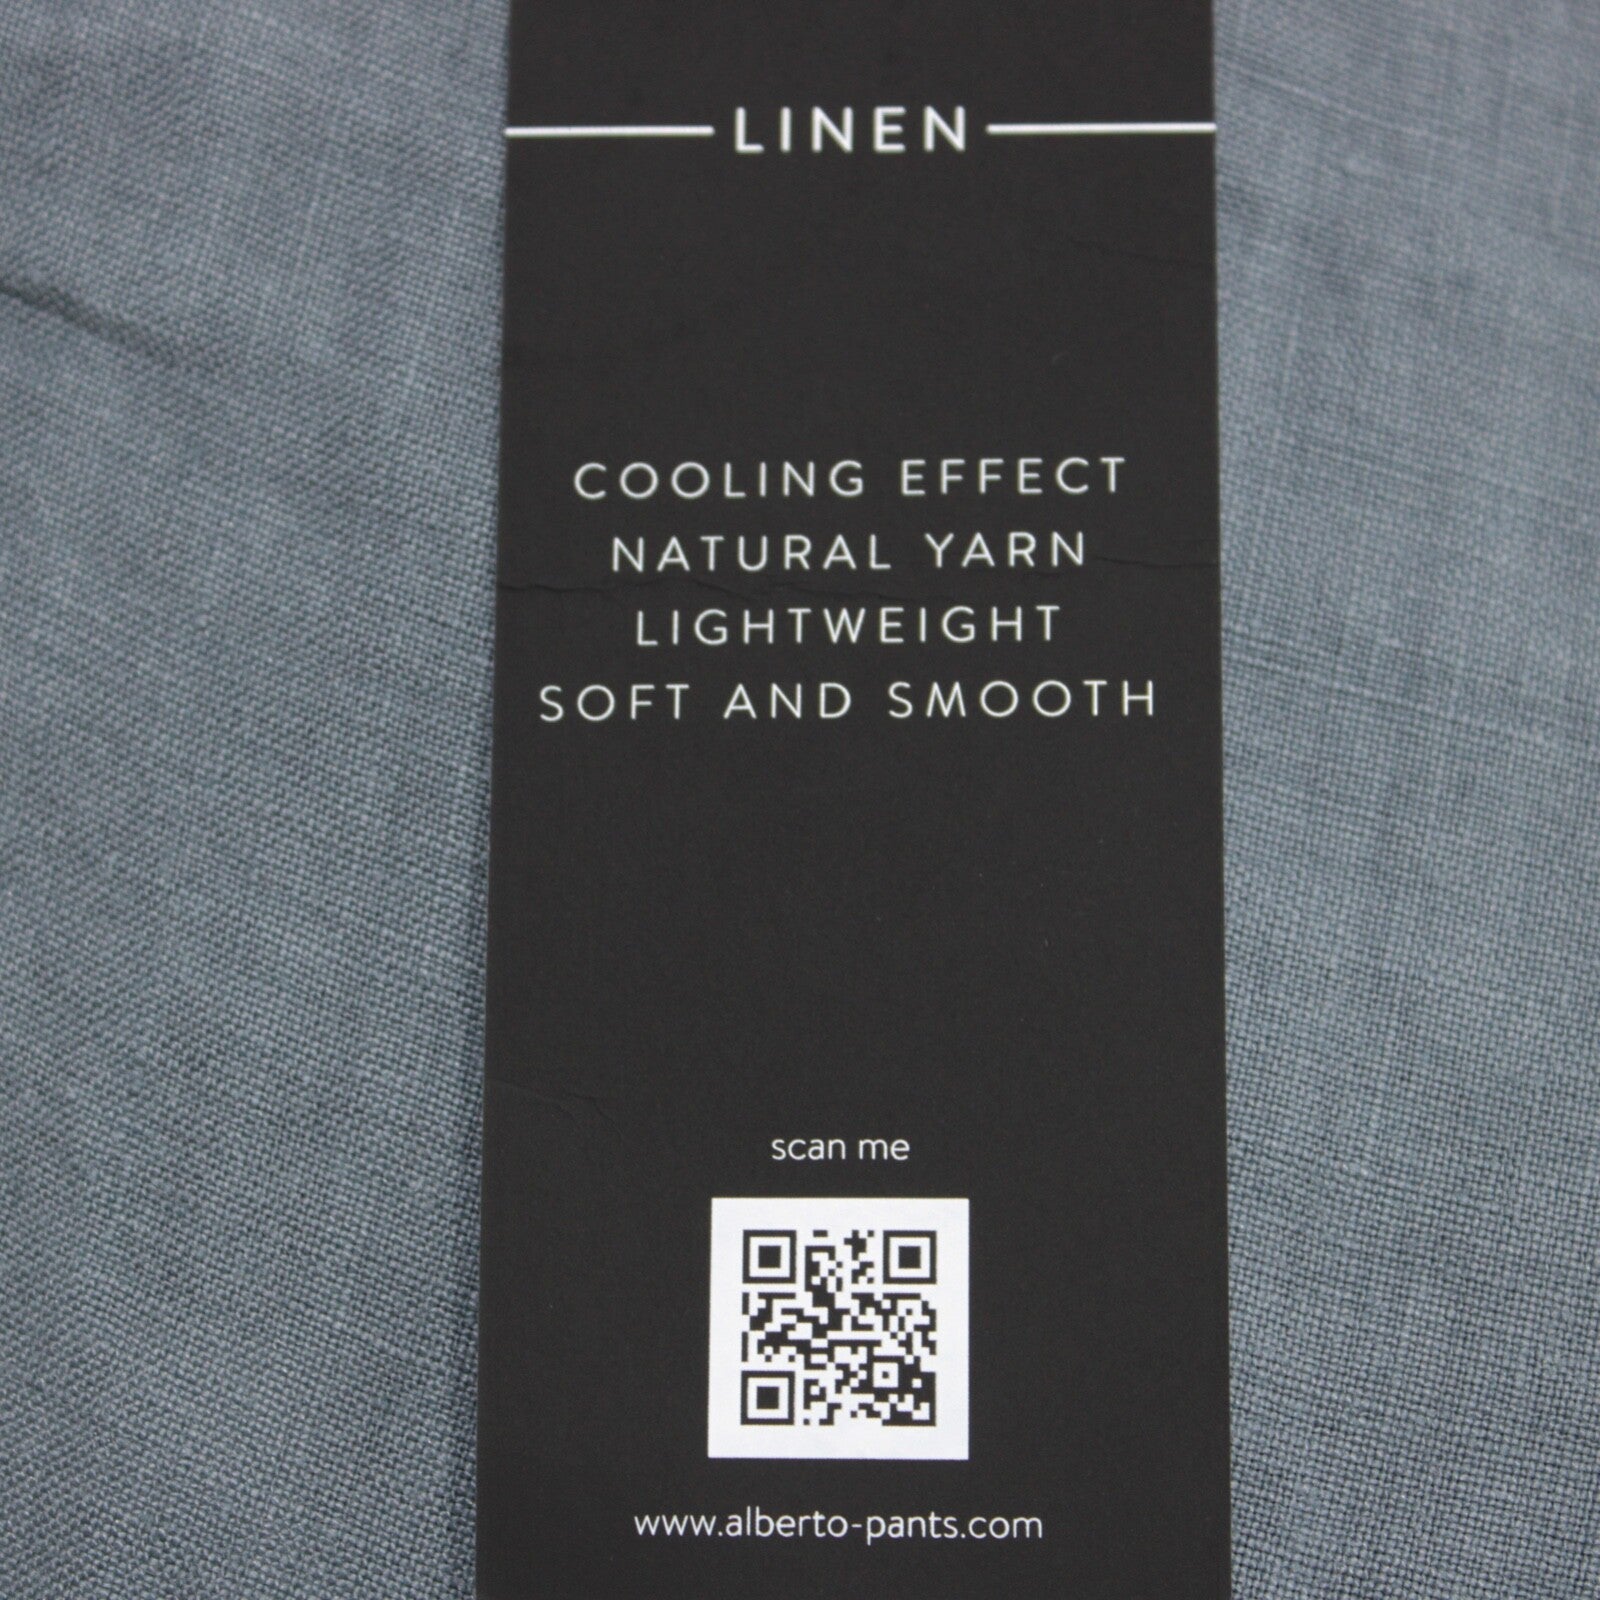 LINEN
COOLING EFFECT
NATURAL YARN
LIGHTWEIGHT
SOFT AND SMOOTH
scan me
www.alberto-pants.com